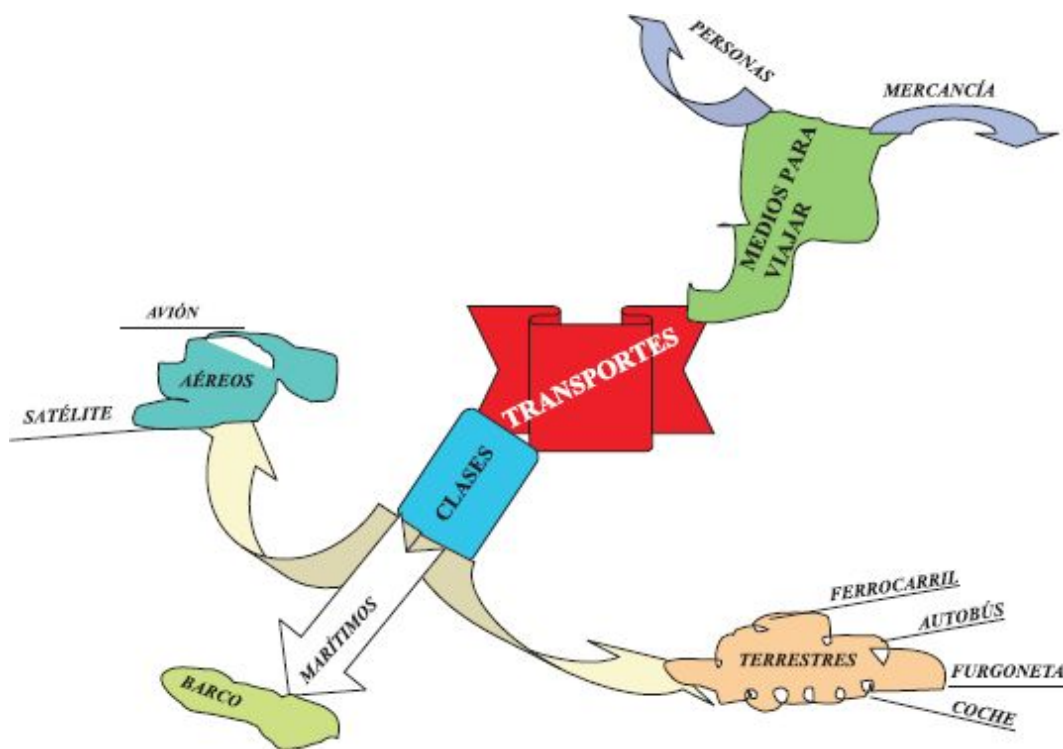 PERSONAS
MERCANCÍA
MEDIOS PARA
VIAJAR
TRANSPORTES
AVIÓN
AÉREOS
SATÉLITE
CLASES
MARÍTIMOS
BARCO
FERROCARRIL
AUTOBÚS
TERRESTRES
FURGONETA
COCHE